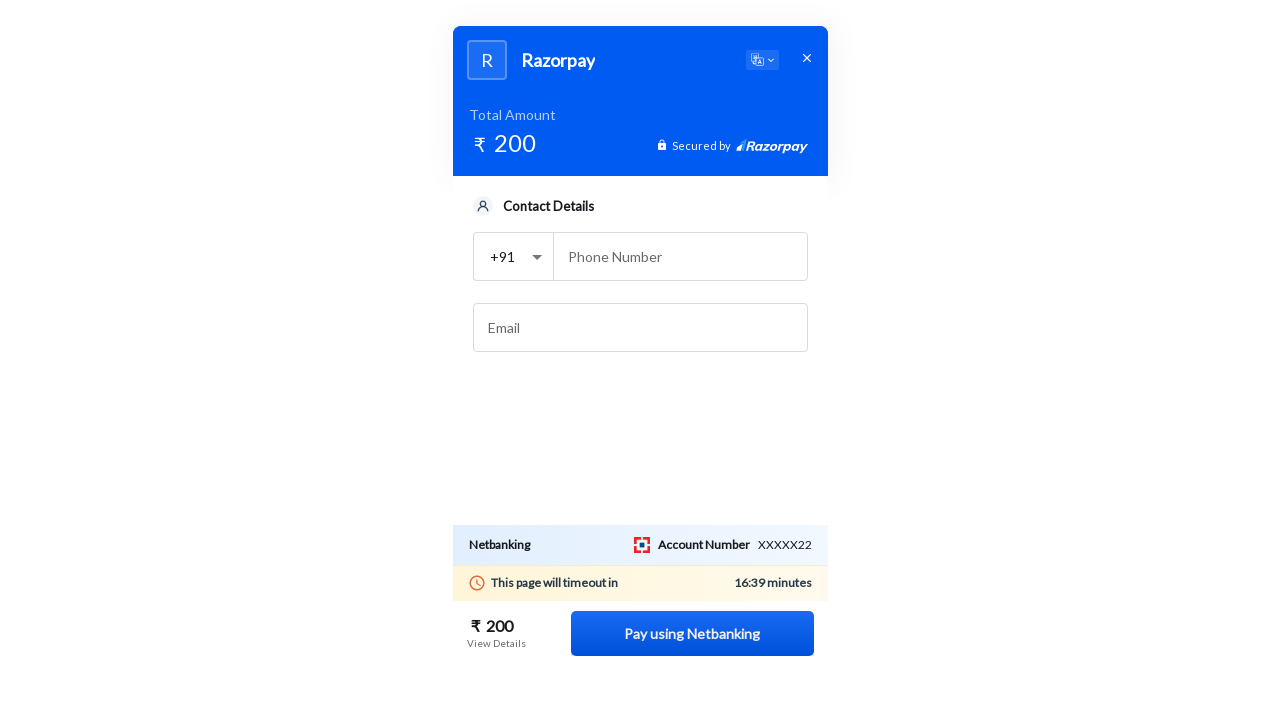 R Razorpay
Total Amount
₹ 200
Secured by Razorpay
Contact Details
+91 Phone Number
Email
Netbanking Account Number XXXXX22
This page will timeout in 16:39 minutes
₹ 200
View Details
Pay using Netbanking